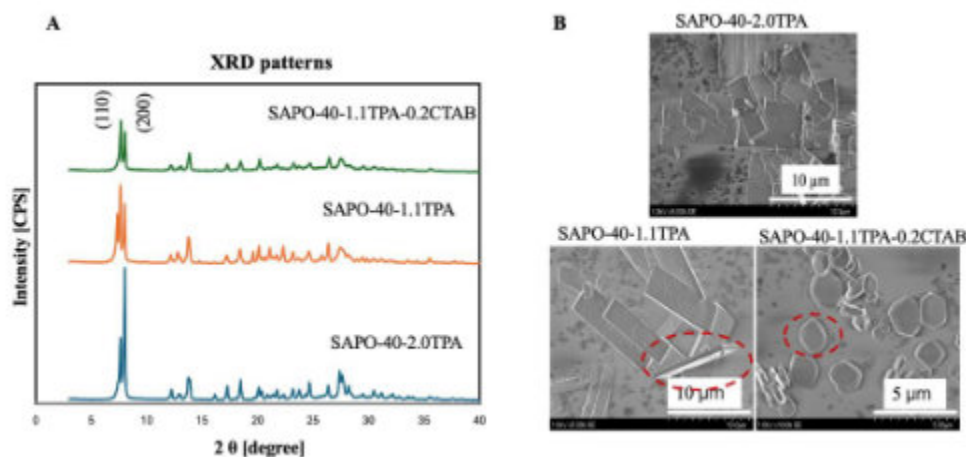 A
XRD patterns
(110)
(200)
SAPO-40-1.1TPA-0.2CTAB
SAPO-40-1.1TPA
SAPO-40-2.0TPA
Intensity [CPS]
0 5 10 15 20 25 30 35 40
2 θ [degree]
B
SAPO-40-2.0TPA
10 µm
SAPO-40-1.1TPA
10 µm
SAPO-40-1.1TPA-0.2CTAB
5 µm